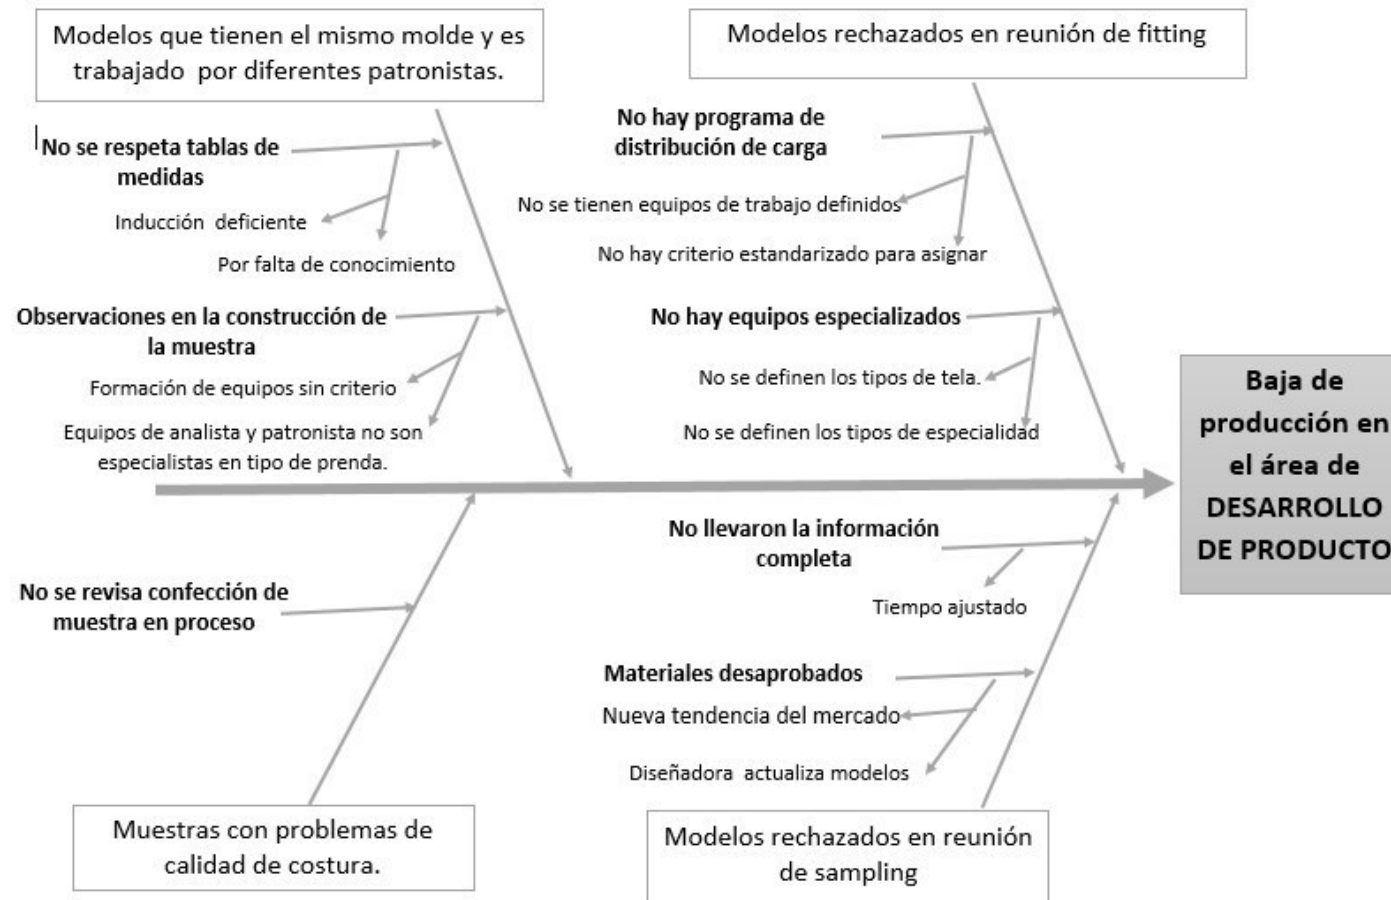 Modelos que tienen el mismo molde y es
trabajado por diferentes patronistas.
No se respeta tablas de
medidas
Inducción deficiente
Por falta de conocimiento
Observaciones en la construcción de
la muestra
Formación de equipos sin criterio
Equipos de analista y patronista no son
especialistas en tipo de prenda.
Modelos rechazados en reunión de fitting
No hay programa de
distribución de carga
No se tienen equipos de trabajo definidos
No hay criterio estandarizado para asignar
No hay equipos especializados
No se definen los tipos de tela.
No se definen los tipos de especialidad
Baja de
producción en
el área de
DESARROLLO
DE PRODUCTO
No se revisa confección de
muestra en proceso
Muestras con problemas de
calidad de costura.
No llevaron la información
completa
Tiempo ajustado
Materiales desaprobados
Nueva tendencia del mercado
Diseñadora actualiza modelos
Modelos rechazados en reunión
de sampling